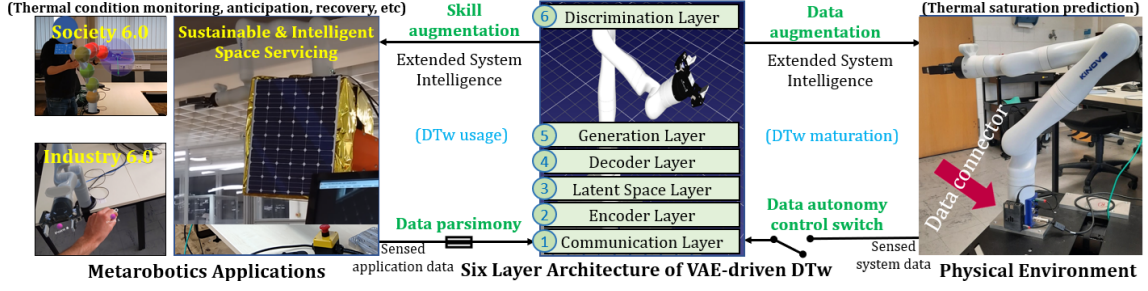 (Thermal condition monitoring, anticipation, recovery, etc)
Society 6.0
Industry 6.0
Sustainable & Intelligent
Space Servicing
Metarobotics Applications
Skill
augmentation
Extended System
Intelligence
(DTw usage)
Data parsimony
Sensed
application data
6 Discrimination Layer
5 Generation Layer
4 Decoder Layer
3 Latent Space Layer
2 Encoder Layer
1 Communication Layer
Six Layer Architecture of VAE-driven DTw
Data
augmentation
Extended System
Intelligence
(DTw maturation)
Data autonomy
control switch
Sensed
system data
(Thermal saturation prediction)
KINOVA
Data connector
Physical Environment